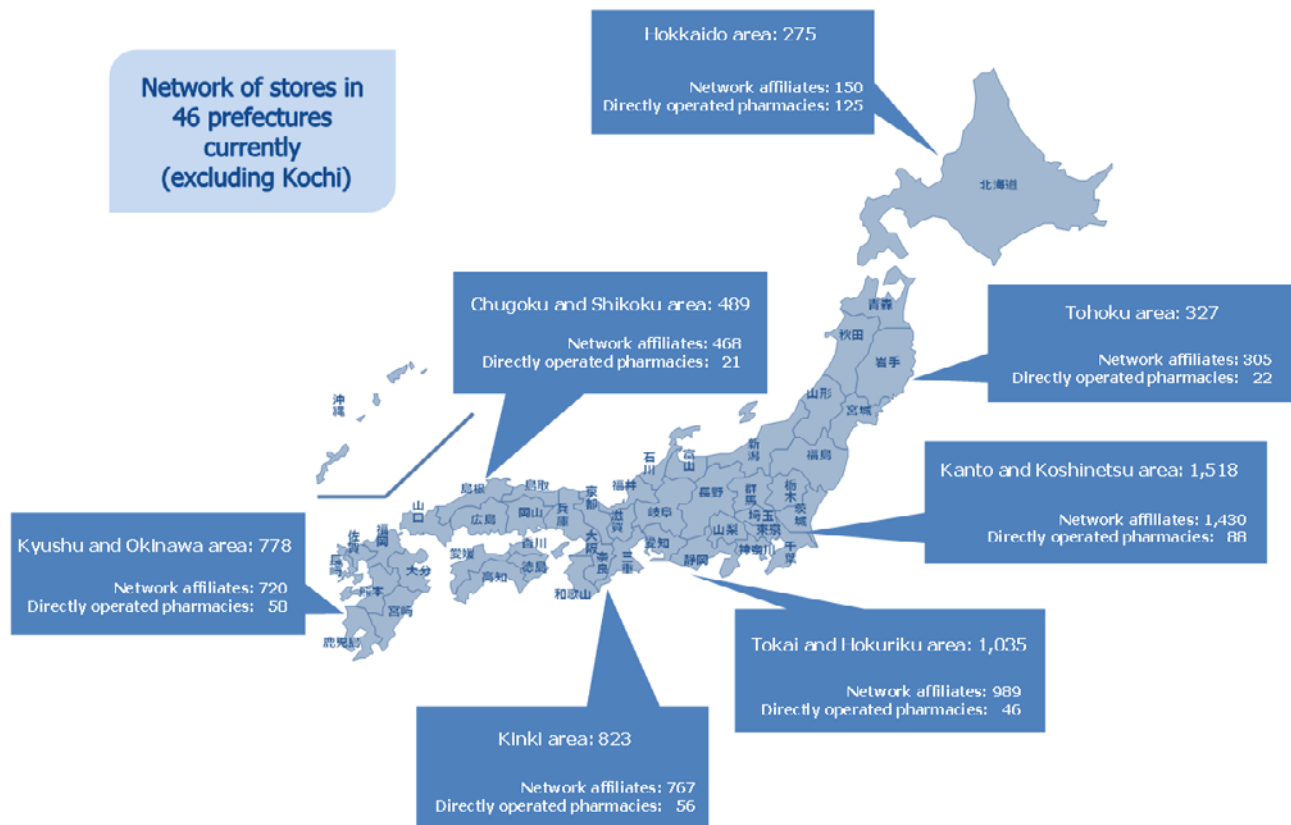 Network of stores in
46 prefectures
currently
(excluding Kochi)
Hokkaido area: 275
Network affiliates: 150
Directly operated pharmacies: 125
北海道
Chugoku and Shikoku area: 489
Network affiliates: 468
Directly operated pharmacies: 21
Tohoku area: 327
Network affiliates: 305
Directly operated pharmacies: 22
Kanto and Koshinetsu area: 1,518
Network affiliates: 1,430
Directly operated pharmacies: 88
Kyushu and Okinawa area: 778
Network affiliates: 720
Directly operated pharmacies: 58
Tokai and Hokuriku area: 1,035
Network affiliates: 989
Directly operated pharmacies: 46
Kinki area: 823
Network affiliates: 767
Directly operated pharmacies: 56
青森
秋田
岩手
山形
宮城
福島
新潟
富山
石川
福井
長野
群馬
栃木
茨城
埼玉
東京
千葉
神奈川
山梨
静岡
愛知
岐阜
三重
滋賀
京都
大阪
奈良
和歌山
兵庫
鳥取
島根
岡山
広島
山口
香川
徳島
愛媛
高知
福岡
佐賀
長崎
大分
熊本
宮崎
鹿児島
沖縄